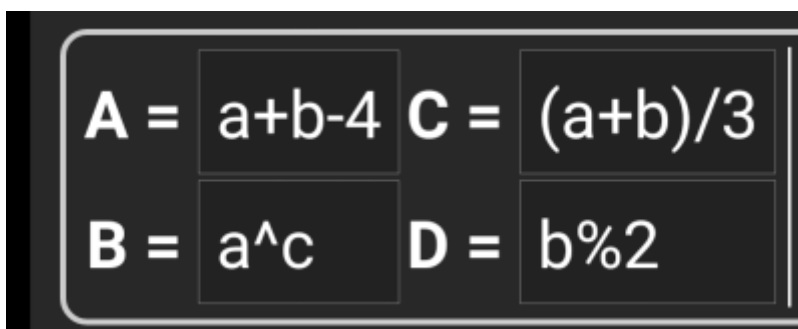 A = a+b-4 C = (a+b)/3
B = a^c D = b%2